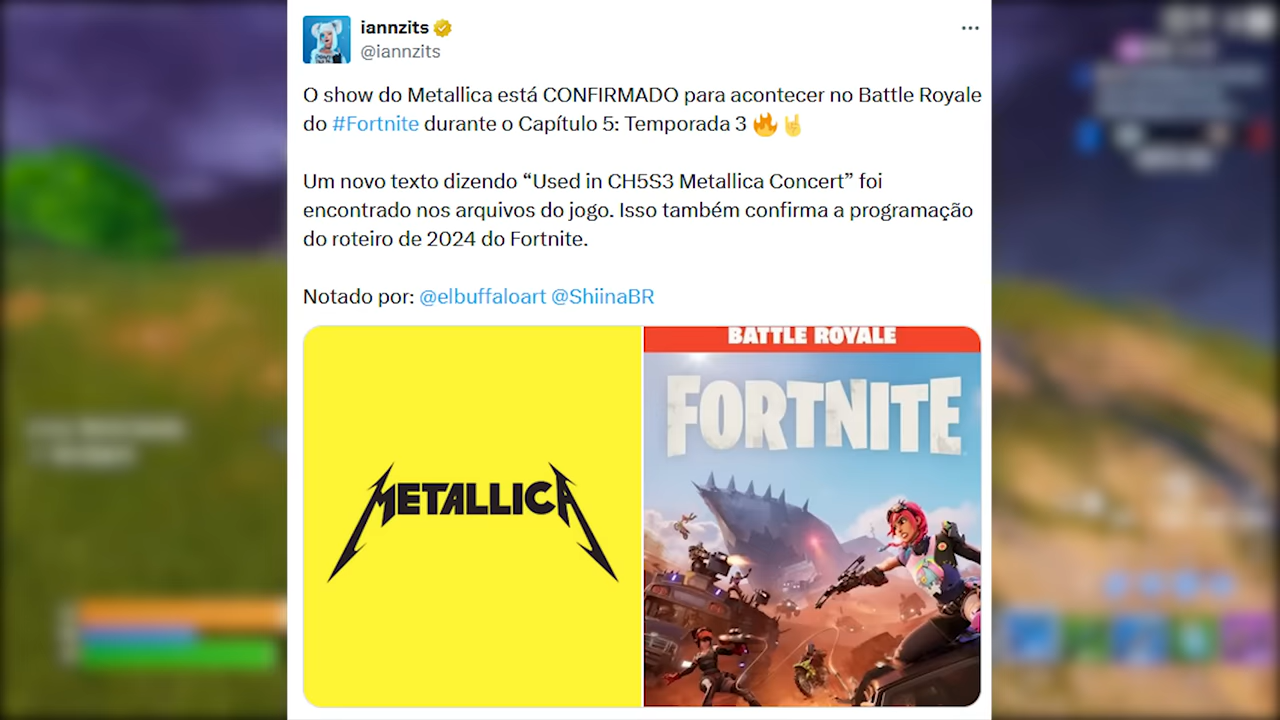 iannzits
@iannzits
O show do Metallica está CONFIRMADO para acontecer no Battle Royale
do #Fortnite durante o Capítulo 5: Temporada 3 🔥🤘
Um novo texto dizendo “Used in CH5S3 Metallica Concert” foi
encontrado nos arquivos do jogo. Isso também confirma a programação
do roteiro de 2024 do Fortnite.
Notado por: @elbuffaloart @ShiinaBR
METALLICA
BATTLE ROYALE
FORTNITE